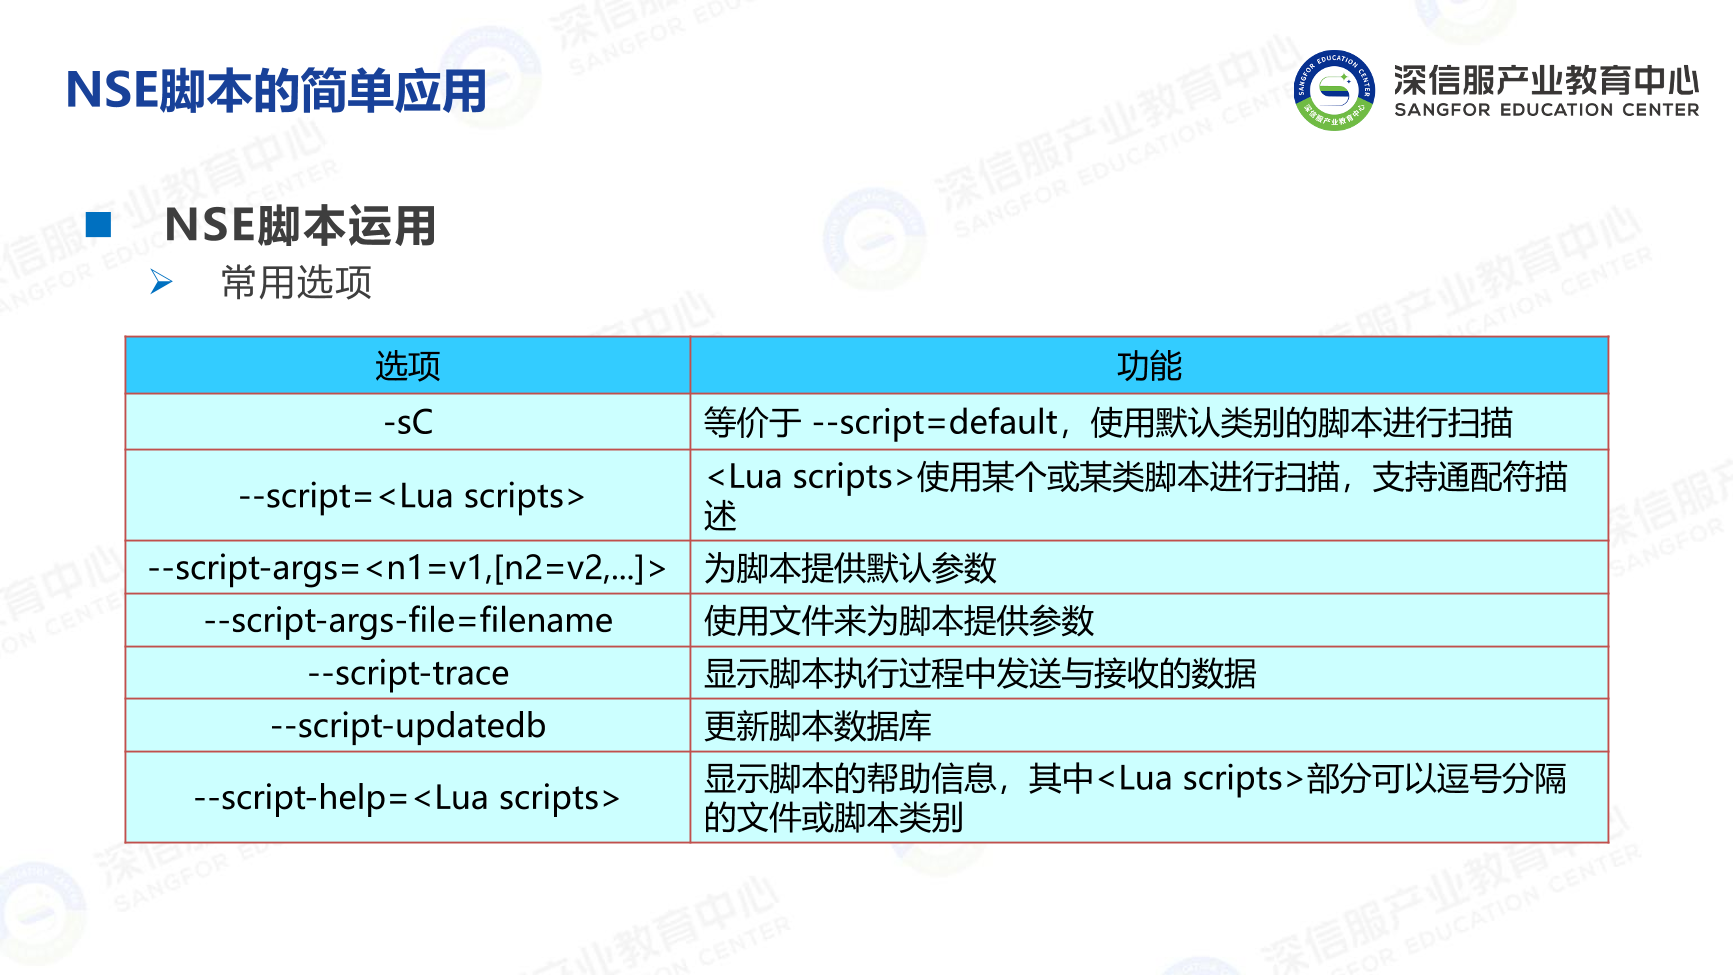 NSE脚本的简单应用
深信服产业教育中心
SANGFOR EDUCATION CENTER
NSE脚本运用
常用选项
选项 功能
-sC 等价于 --script=default，使用默认类别的脚本进行扫描
--script=<Lua scripts> <Lua scripts>使用某个或某类脚本进行扫描，支持通配符描
述
--script-args=<n1=v1,[n2=v2,...]> 为脚本提供默认参数
--script-args-file=filename 使用文件来为脚本提供参数
--script-trace 显示脚本执行过程中发送与接收的数据
--script-updatedb 更新脚本数据库
--script-help=<Lua scripts> 显示脚本的帮助信息，其中<Lua scripts>部分可以逗号分隔
的文件或脚本类别